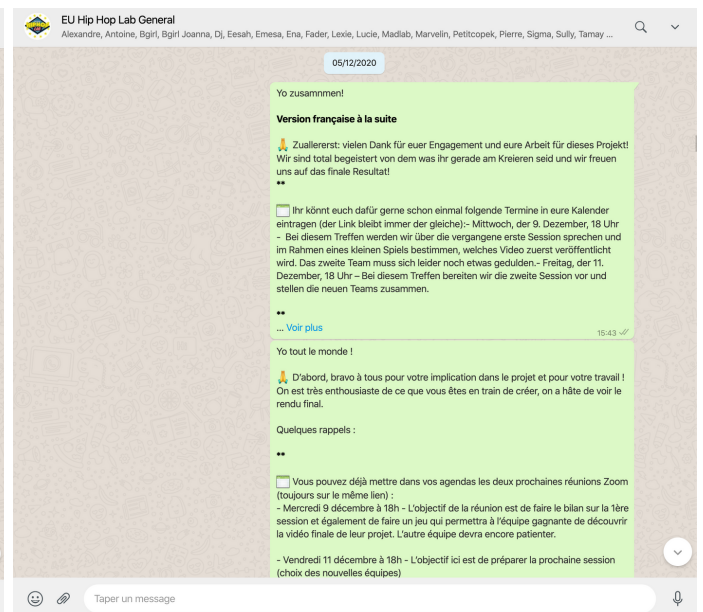 EU Hip Hop Lab General
Alexandre, Antoine, Bgirl, Bgirl Joanna, Dj, Eesah, Emesa, Ena, Fader, Lexie, Lucie, Madlab, Marvelin, Petitcopek, Pierre, Sigma, Sully, Tamay ...
05/12/2020
Yo zusamnmen!
Version française à la suite
🙏 Zuallererst: vielen Dank für euer Engagement und eure Arbeit für dieses Projekt!
Wir sind total begeistert von dem was ihr gerade am Kreieren seid und wir freuen
uns auf das finale Resultat!
**
Ihr könnt euch dafür gerne schon einmal folgende Termine in eure Kalender
eintragen (der Link bleibt immer der gleiche):- Mittwoch, der 9. Dezember, 18 Uhr
- Bei diesem Treffen werden wir über die vergangene erste Session sprechen und
im Rahmen eines kleinen Spiels bestimmen, welches Video zuerst veröffentlicht
wird. Das zweite Team muss sich leider noch etwas gedulden.- Freitag, der 11.
Dezember, 18 Uhr – Bei diesem Treffen bereiten wir die zweite Session vor und
stellen die neuen Teams zusammen.
**
... Voir plus
15:43
Yo tout le monde !
🙏 D'abord, bravo à tous pour votre implication dans le projet et pour votre travail !
On est très enthousiaste de ce que vous êtes en train de créer, on a hâte de voir le
rendu final.
Quelques rappels :
**
Vous pouvez déjà mettre dans vos agendas les deux prochaines réunions Zoom
(toujours sur le même lien) :
- Mercredi 9 décembre à 18h - L'objectif de la réunion est de faire le bilan sur la 1ère
session et également de faire un jeu qui permettra à l'équipe gagnante de découvrir
la vidéo finale de leur projet. L'autre équipe devra encore patienter.
- Vendredi 11 décembre à 18h - L'objectif ici est de préparer la prochaine session
(choix des nouvelles équipes)
Taper un message